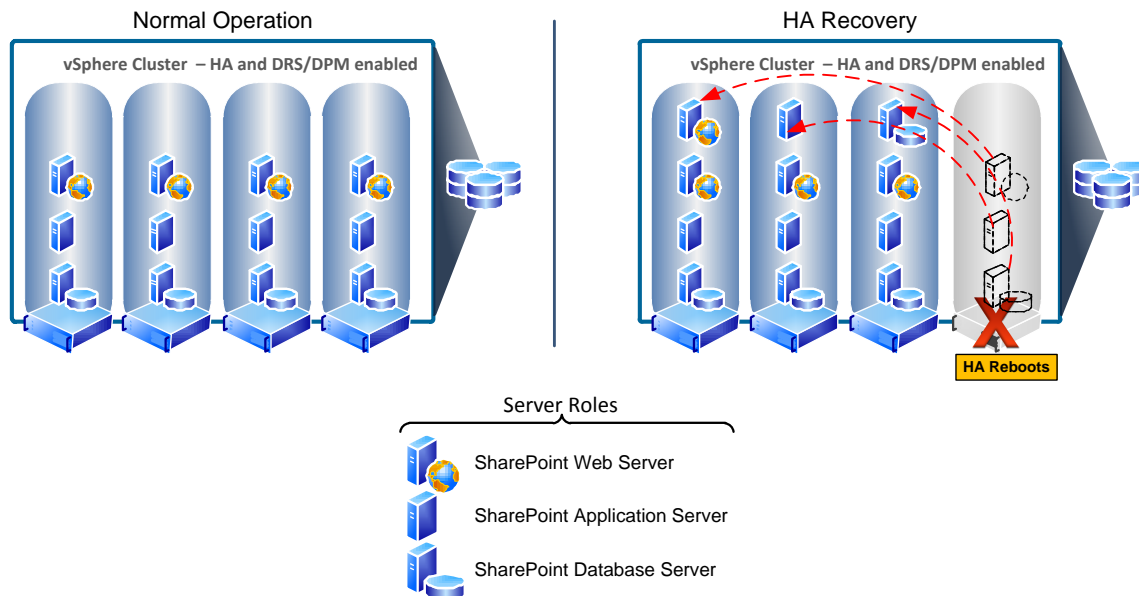 Normal Operation
HA Recovery
vSphere Cluster – HA and DRS/DPM enabled
vSphere Cluster – HA and DRS/DPM enabled
HA Reboots
Server Roles
SharePoint Web Server
SharePoint Application Server
SharePoint Database Server